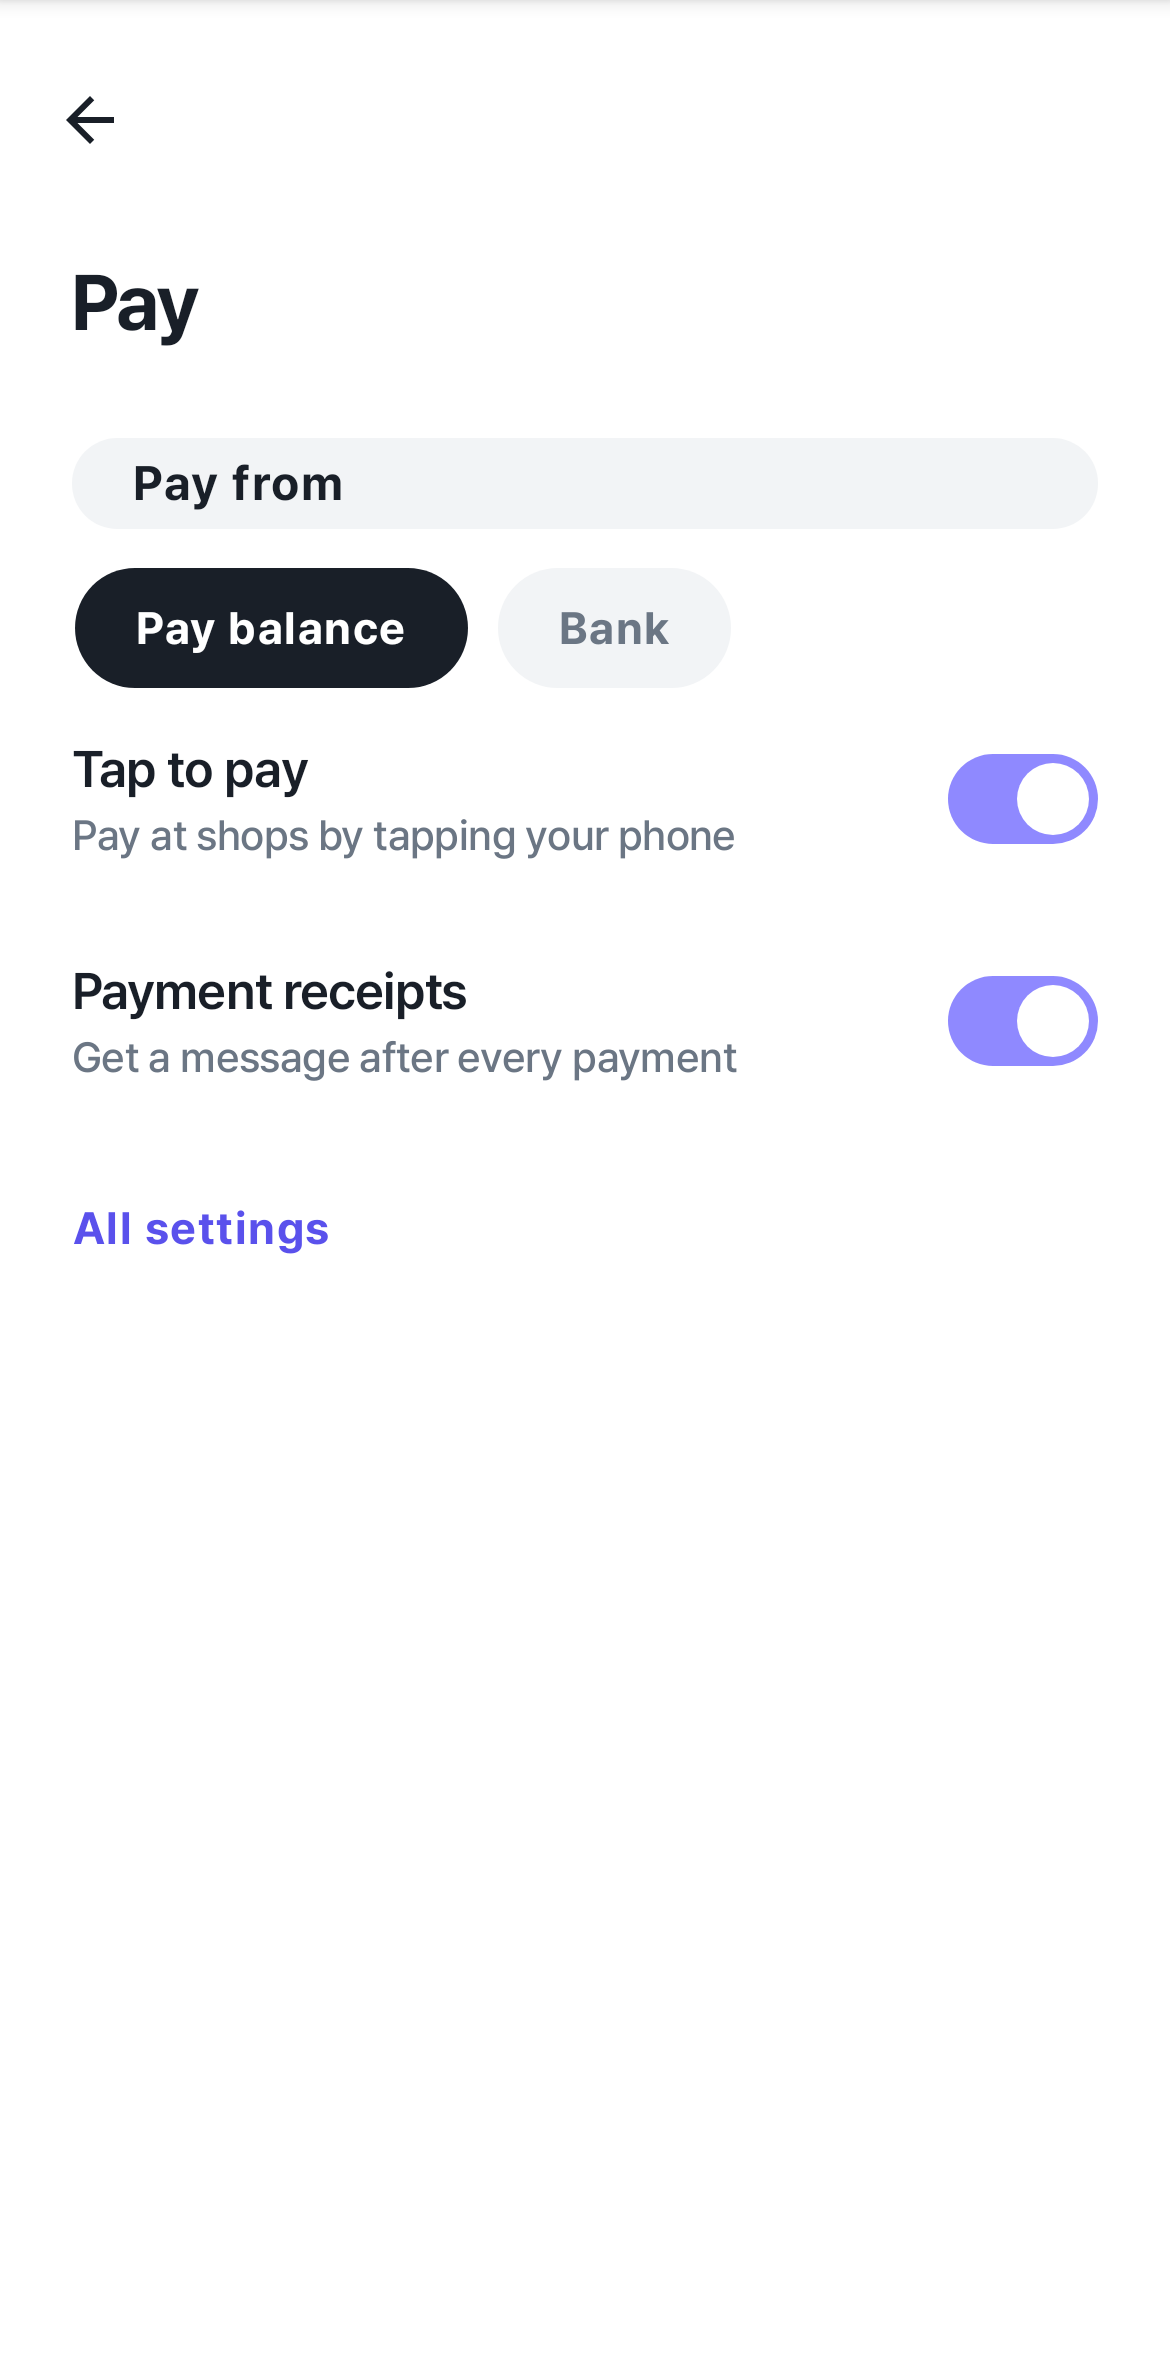 Pay
Pay from
Pay balance
Bank
Tap to pay
Pay at shops by tapping your phone
Payment receipts
Get a message after every payment
All settings